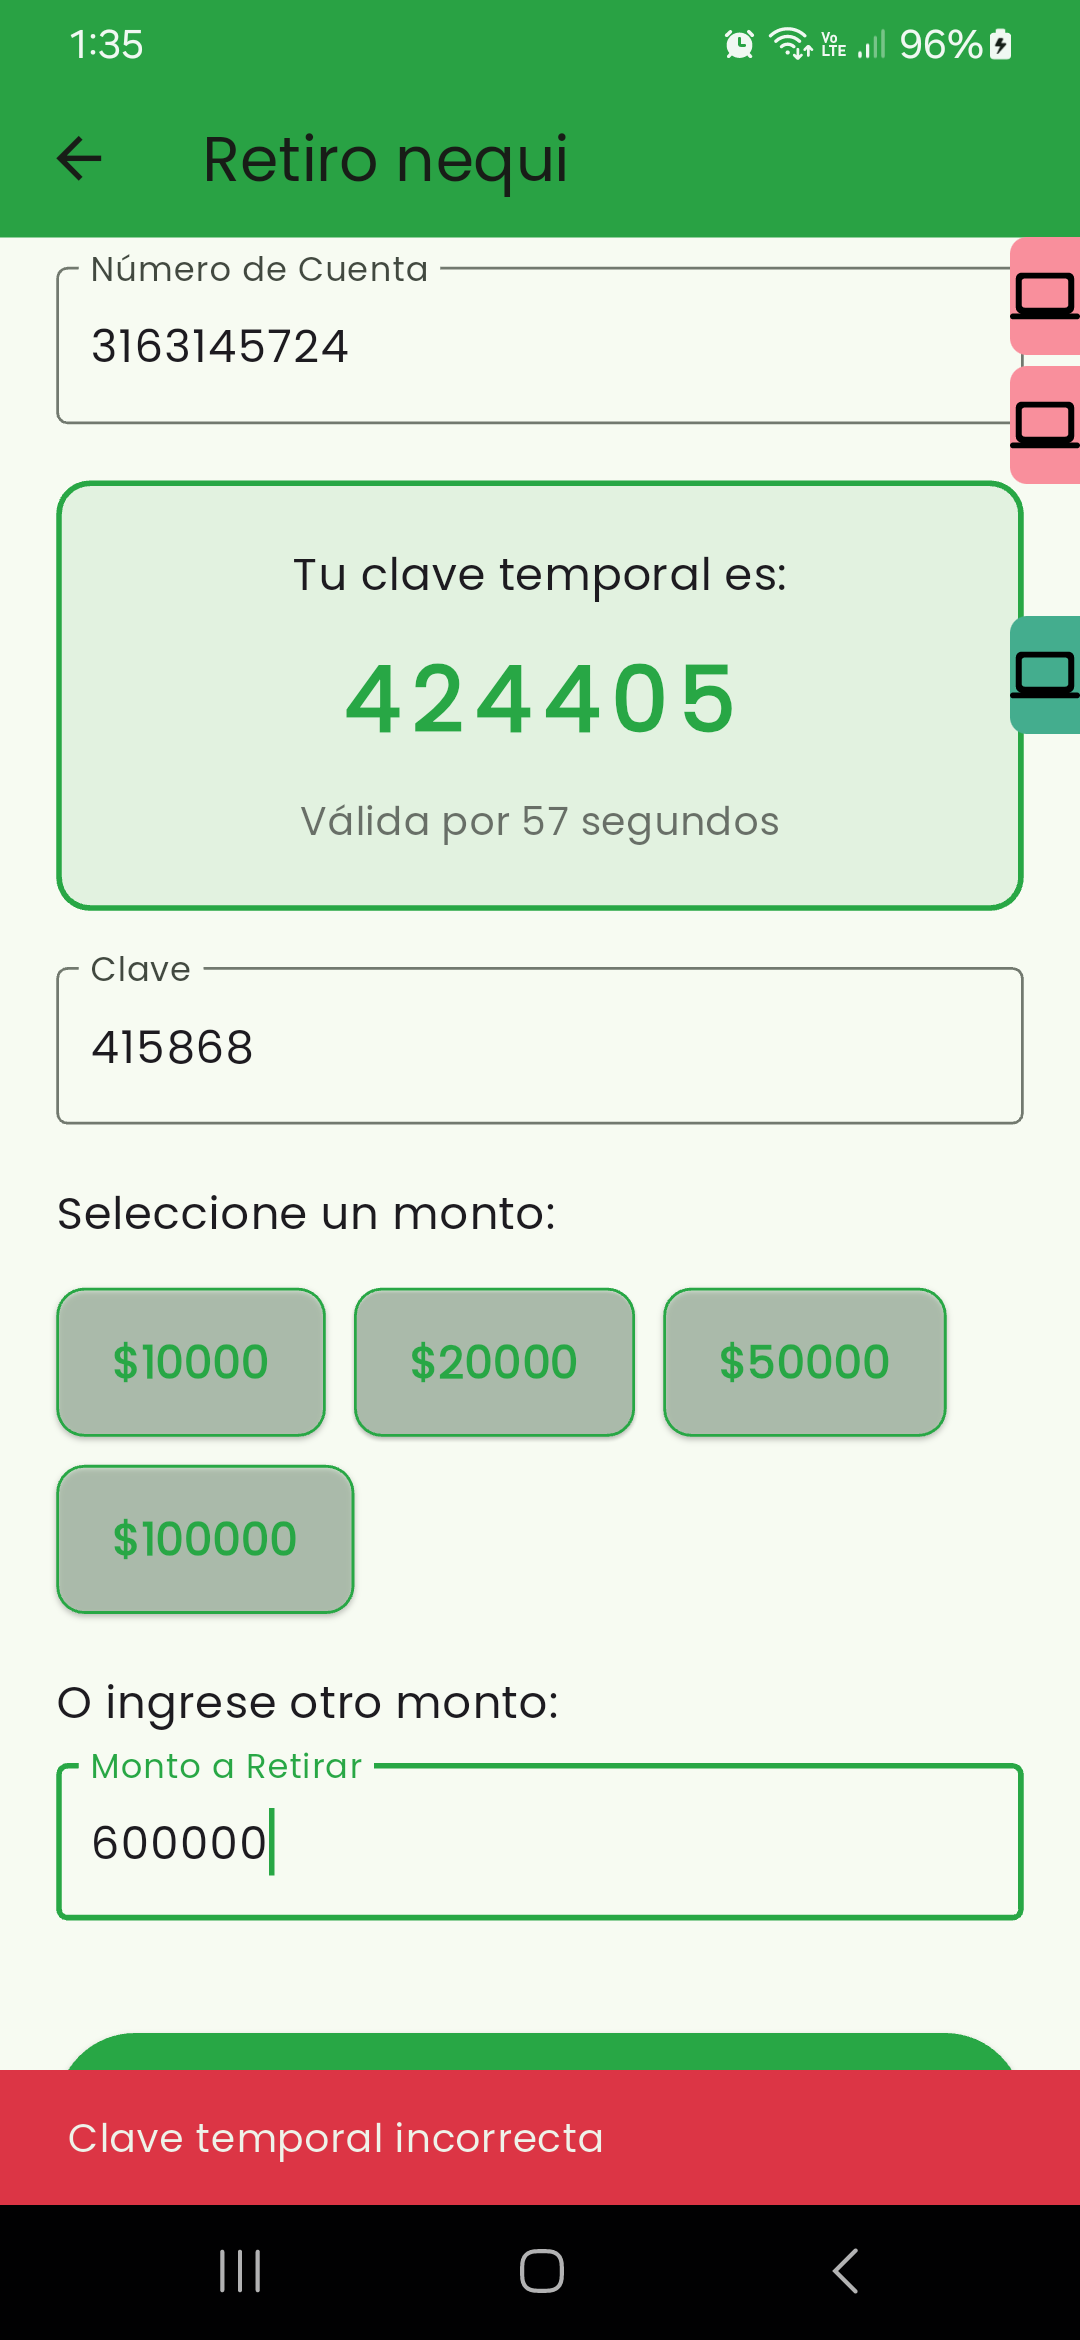 1:35
Vo
LTE
96%
Retiro nequi
Número de Cuenta
3163145724
Tu clave temporal es:
424405
Válida por 57 segundos
Clave
415868
Seleccione un monto:
$10000 $20000 $50000
$100000
O ingrese otro monto:
Monto a Retirar
600000
Clave temporal incorrecta